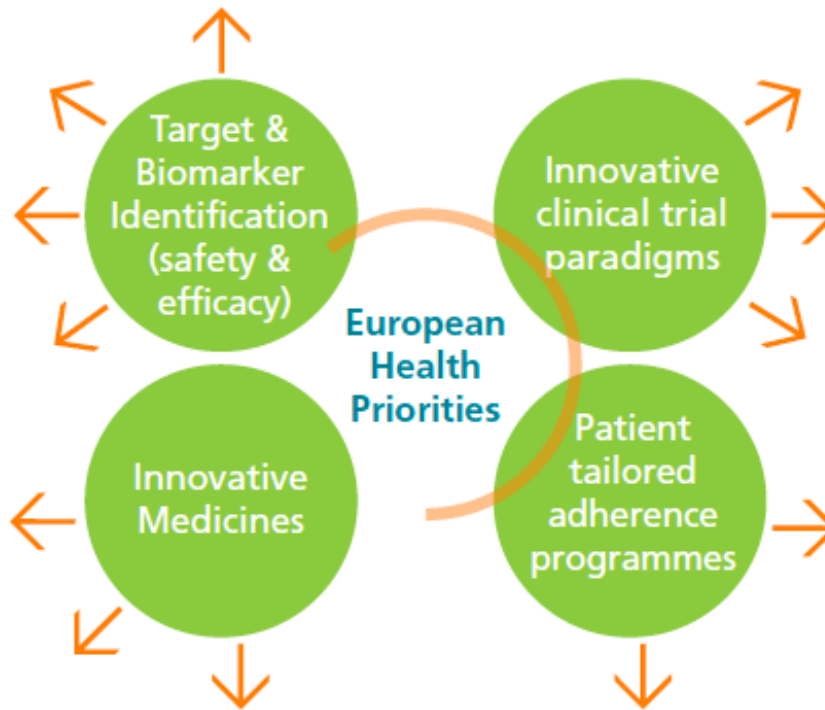 Target &
Biomarker
Identification
(safety &
efficacy)
Innovative
clinical trial
paradigms
European
Health
Priorities
Innovative
Medicines
Patient
tailored
adherence
programmes